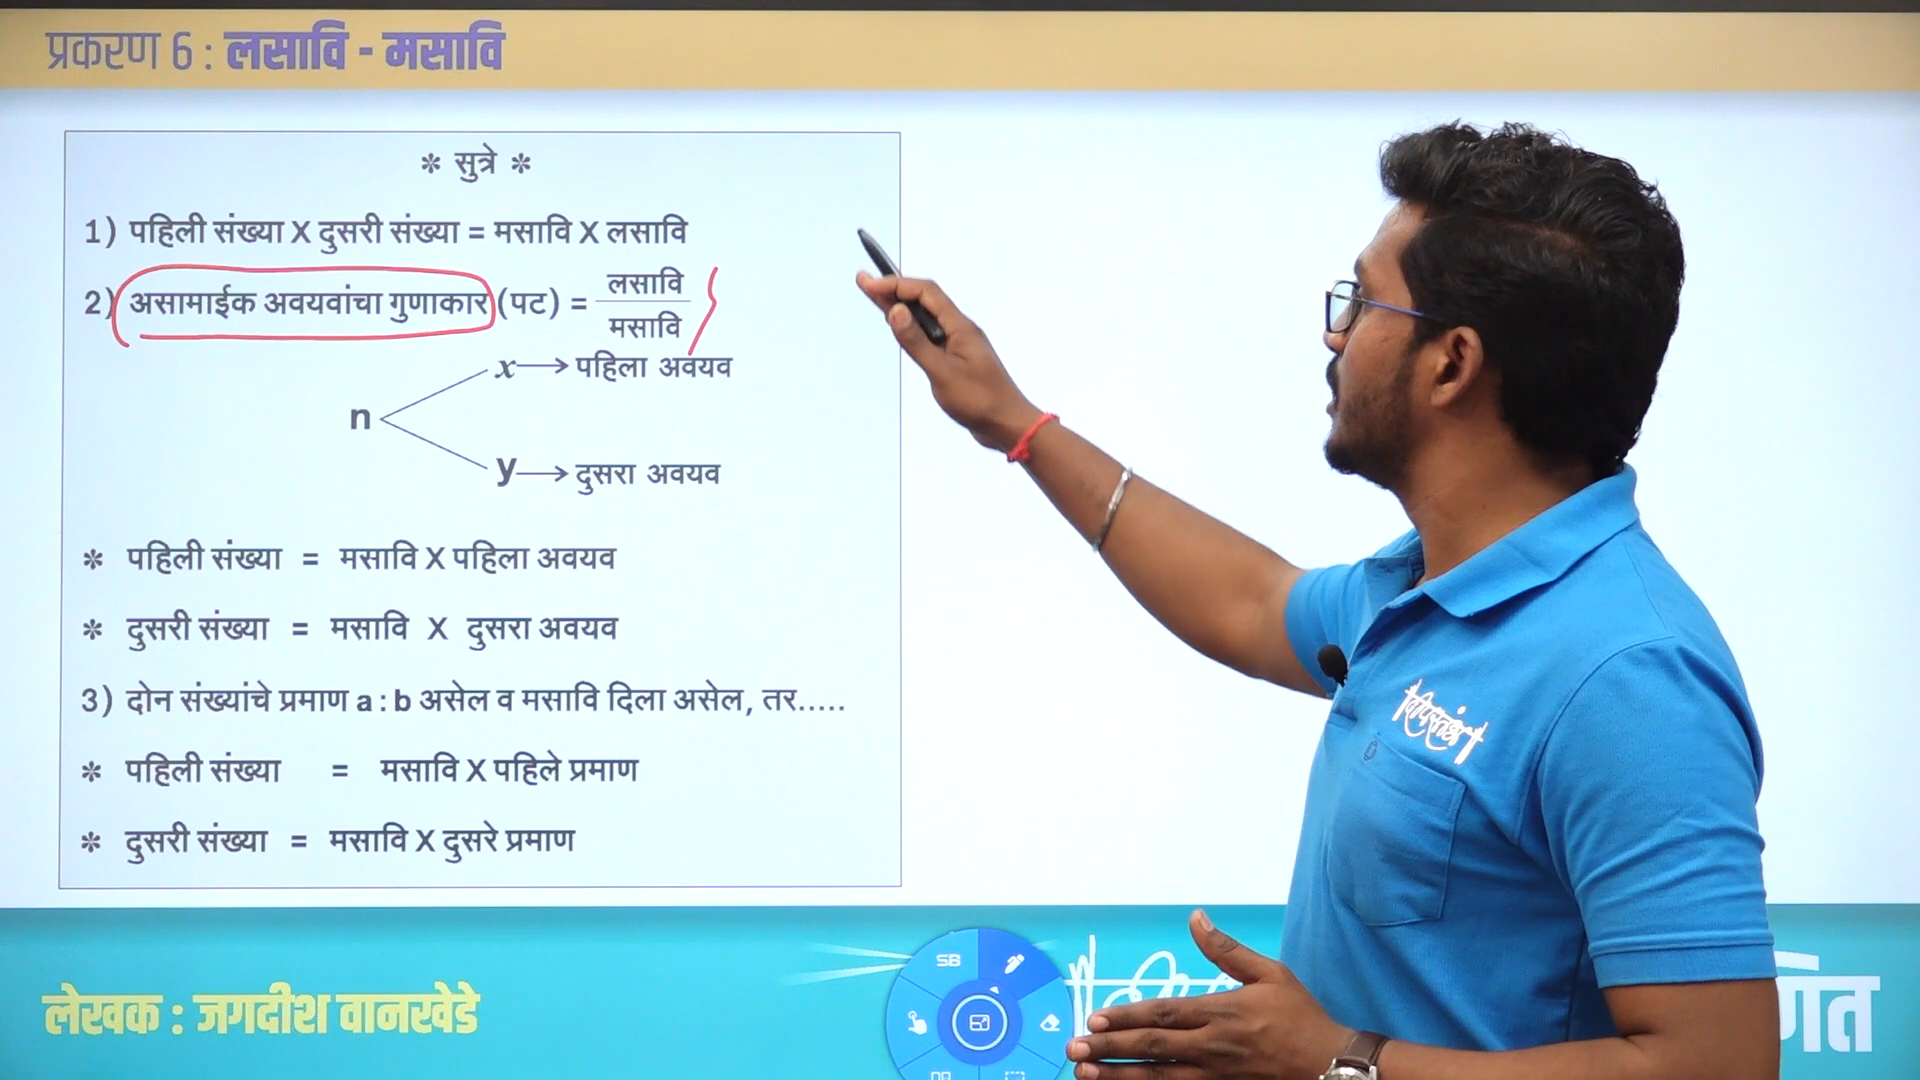 प्रकरण 6 : लसावि - मसावि
* सुत्रे *
1) पहिली संख्या X दुसरी संख्या = मसावि X लसावि
2) असामाईक अवयवांचा गुणाकार (पट) = लसावि
मसावि
x → पहिला अवयव
n
y → दुसरा अवयव
* पहिली संख्या = मसावि X पहिला अवयव
* दुसरी संख्या = मसावि X दुसरा अवयव
3) दोन संख्यांचे प्रमाण a : b असेल व मसावि दिला असेल, तर.....
* पहिली संख्या = मसावि X पहिले प्रमाण
* दुसरी संख्या = मसावि X दुसरे प्रमाण
SB
लेखक : जगदीश वानखेडे